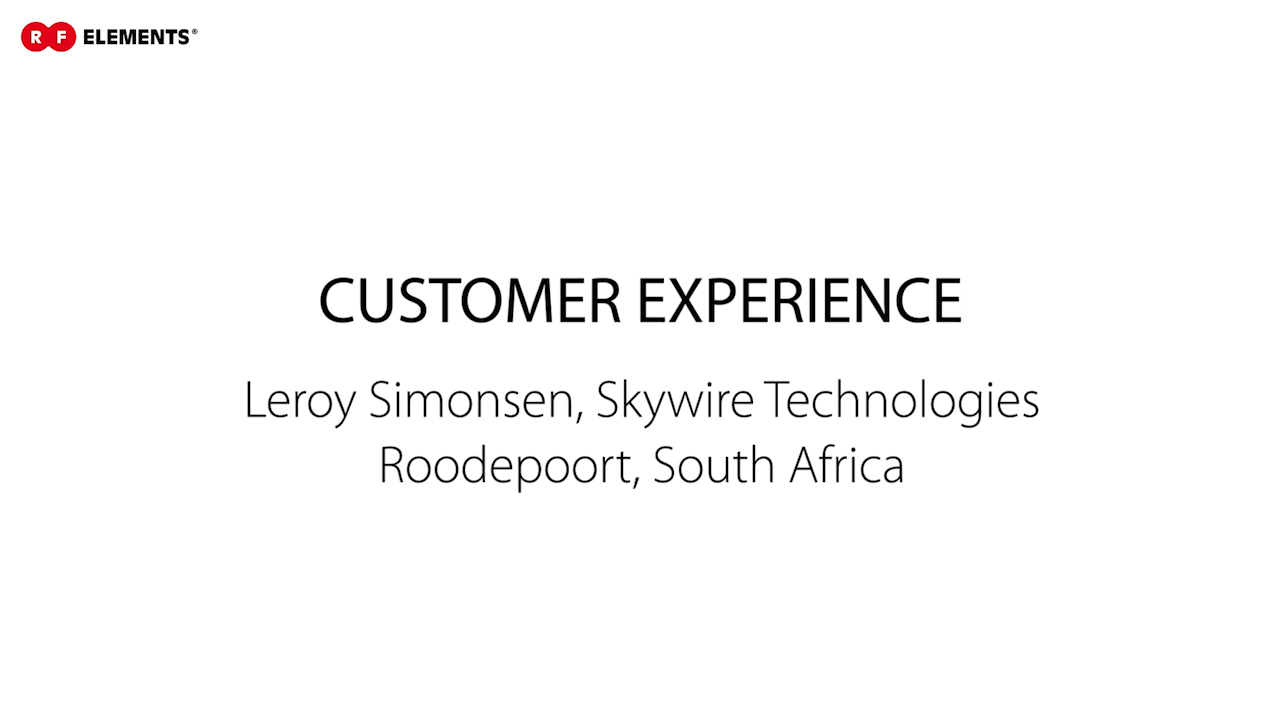 RF ELEMENTS®
CUSTOMER EXPERIENCE
Leroy Simonsen, Skywire Technologies
Roodepoort, South Africa